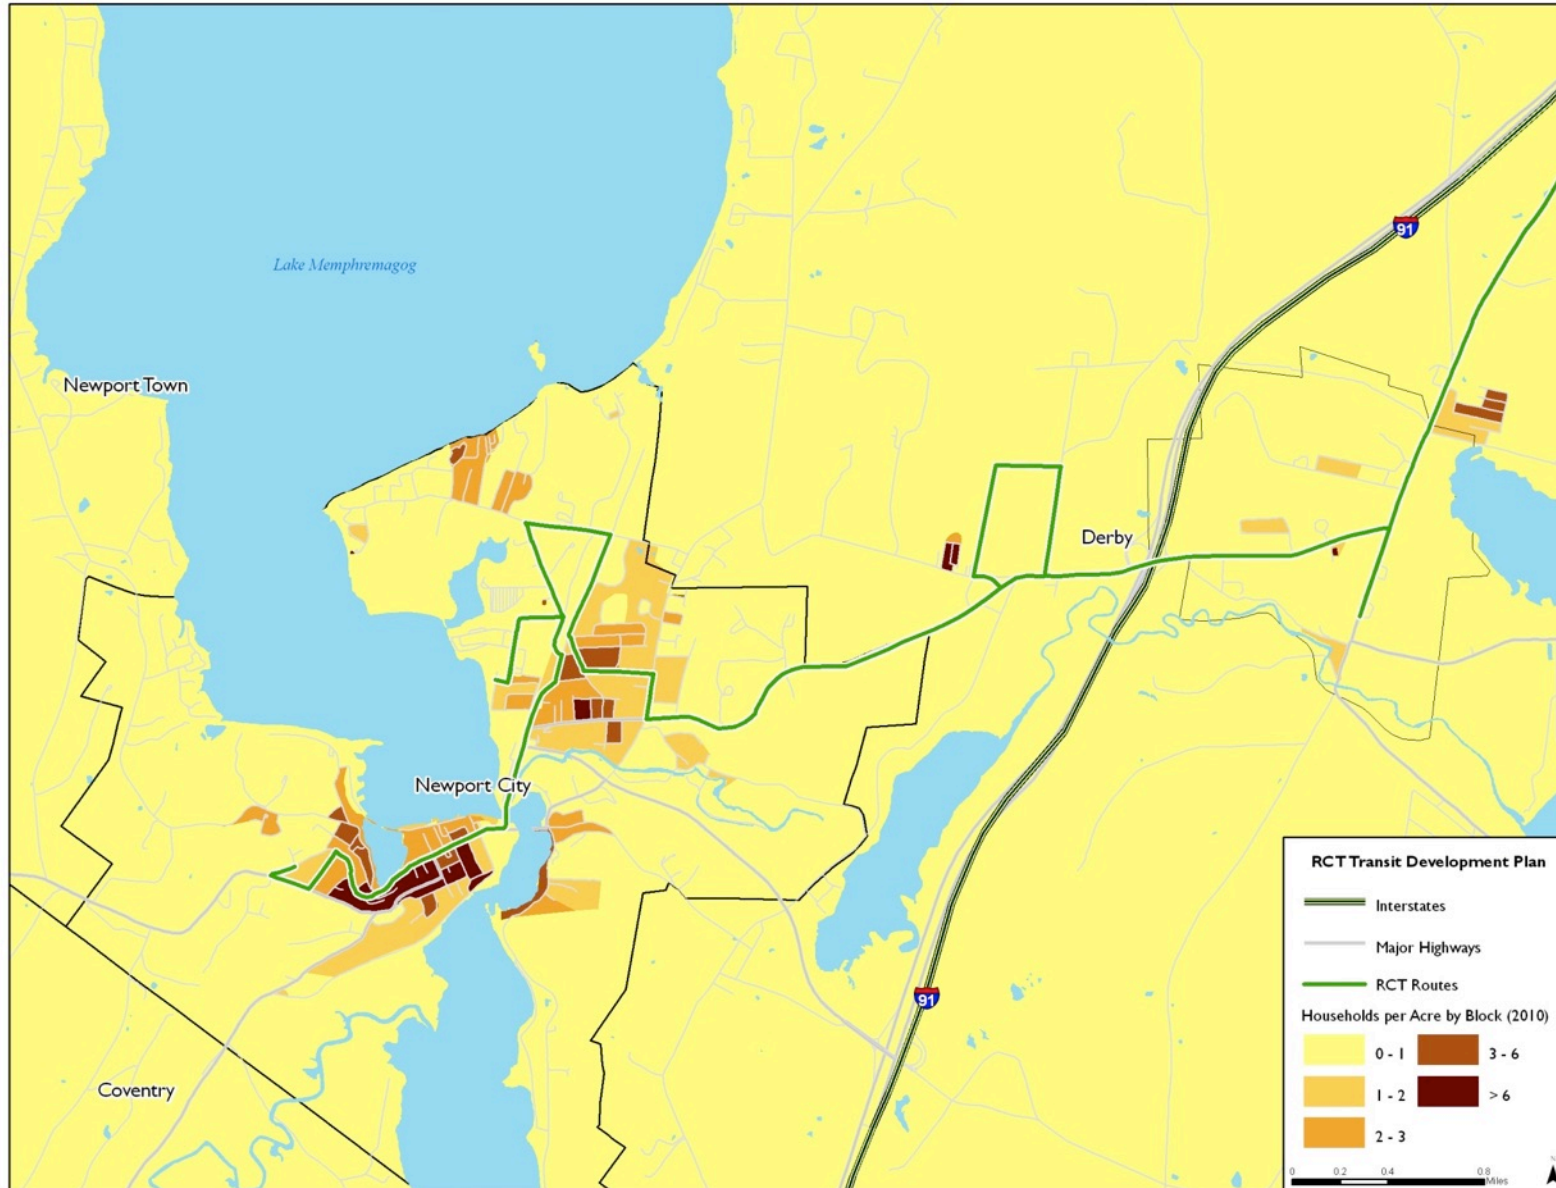 91
Lake Memphremagog
Newport Town
Derby
Newport City
91
Coventry
RCT Transit Development Plan
Interstates
Major Highways
RCT Routes
Households per Acre by Block (2010)
0 - 1
3 - 6
1 - 2
> 6
2 - 3
0 0.2 0.4 0.8
Miles